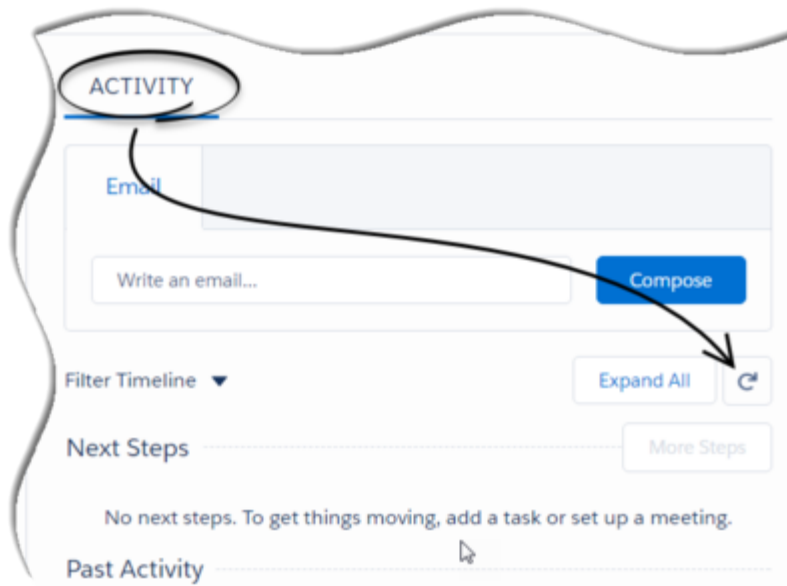 ACTIVITY
Email
Write an email...
Compose
Filter Timeline
Expand All
Next Steps
More Steps
No next steps. To get things moving, add a task or set up a meeting.
Past Activity